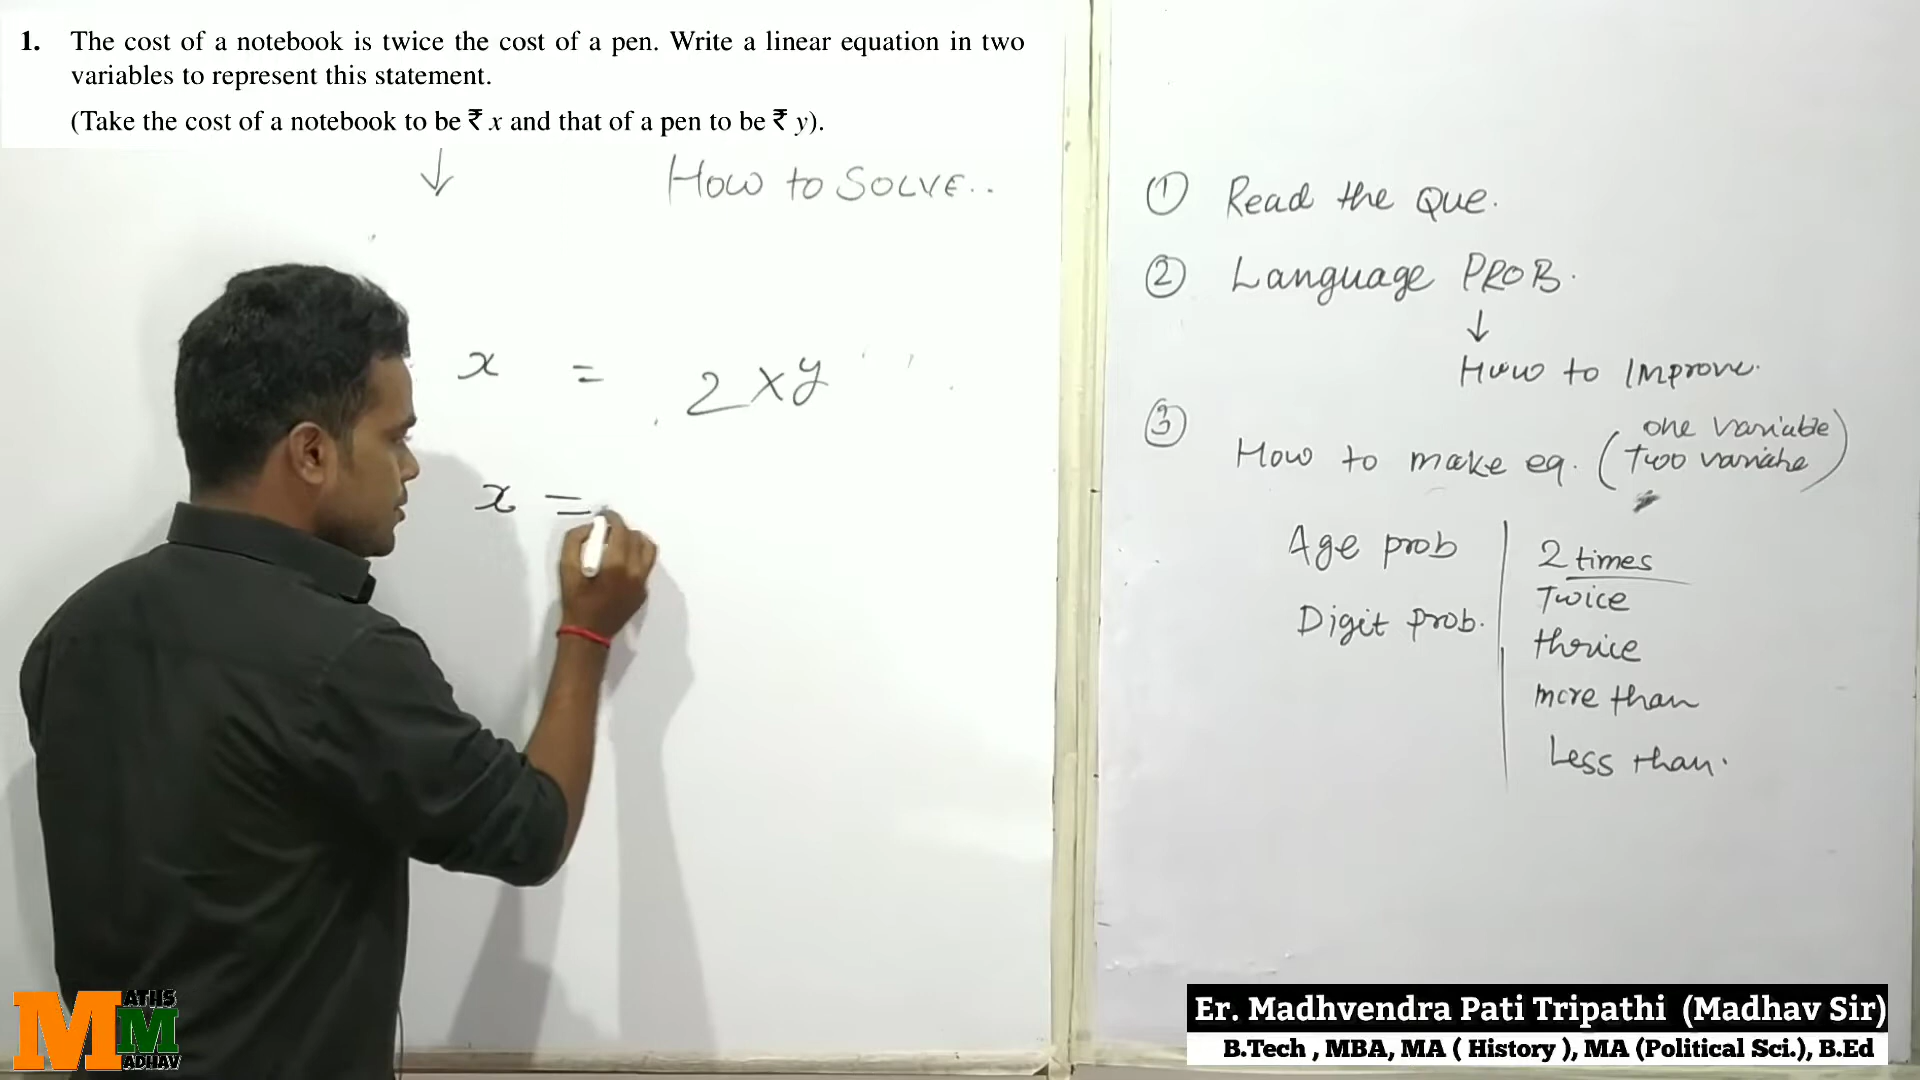 1. The cost of a notebook is twice the cost of a pen. Write a linear equation in two
variables to represent this statement.
(Take the cost of a notebook to be ₹ x and that of a pen to be ₹ y).
How to SOLVE..
x = 2 x y
x =
① Read the Que.
② Language PROB.
↓
How to Improve.
③ How to make eq. (one variable
Two variable)
Age prob
Digit prob.
2 times
Twice
thrice
more than
Less than.
MATHS
MADHAV
Er. Madhvendra Pati Tripathi (Madhav Sir)
B.Tech , MBA, MA ( History ), MA (Political Sci.), B.Ed